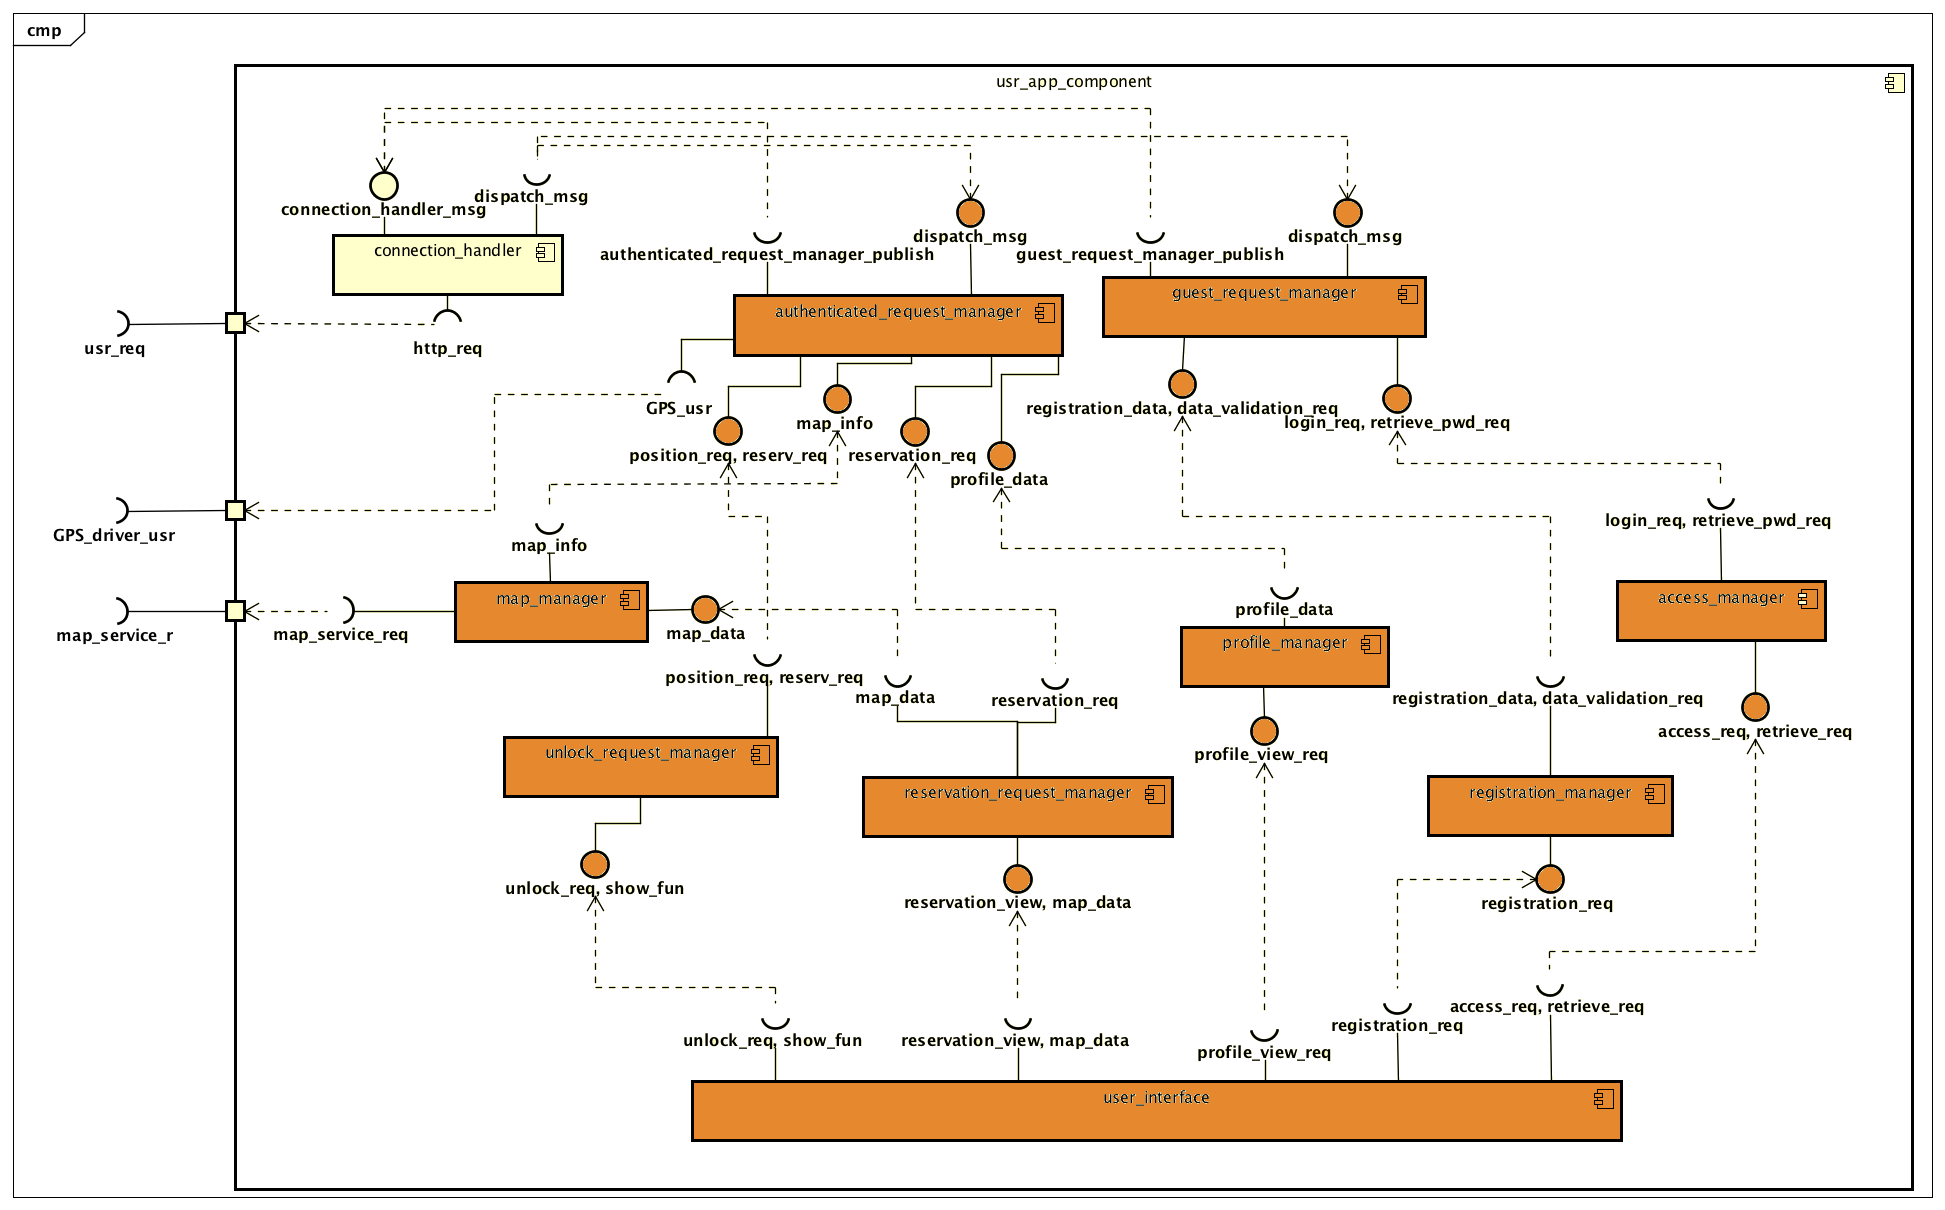 cmp
usr_app_component
connection_handler_msg
dispatch_msg
authenticated_request_manager_publish
dispatch_msg
guest_request_manager_publish
dispatch_msg
connection_handler
authenticated_request_manager
guest_request_manager
usr_req
http_req
GPS_usr
map_info
registration_data, data_validation_req
login_req, retrieve_pwd_req
position_req, reserv_req
reservation_req
profile_data
GPS_driver_usr
map_info
login_req, retrieve_pwd_req
map_manager
access_manager
profile_data
map_service_r
map_service_req
map_data
profile_manager
position_req, reserv_req
map_data
reservation_req
registration_data, data_validation_req
access_req, retrieve_req
unlock_request_manager
profile_view_req
reservation_request_manager
registration_manager
unlock_req, show_fun
reservation_view, map_data
registration_req
access_req, retrieve_req
registration_req
unlock_req, show_fun
reservation_view, map_data
profile_view_req
user_interface